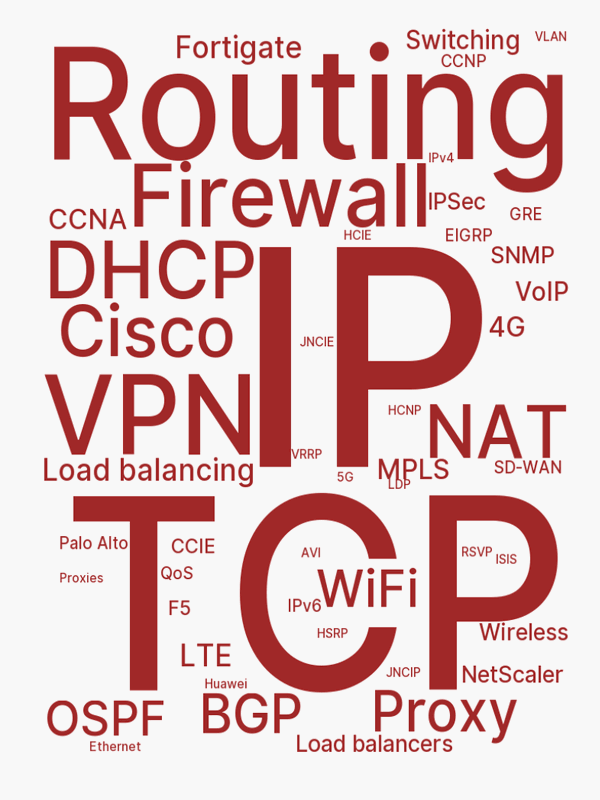 Fortigate
Switching
VLAN
CCNP
Routing
IPv4
Firewall
IPSec
GRE
CCNA
HCIE
EIGRP
DHCP
IP
SNMP
VoIP
Cisco
4G
JNCIE
VPN
HCNP
NAT
VRRP
Load balancing
5G
MPLS
SD-WAN
LDP
TCP
Palo Alto
CCIE
AVI
RSVP
ISIS
Proxies
QoS
WiFi
F5
IPv6
HSRP
Wireless
LTE
JNCIP
NetScaler
Huawei
OSPF
BGP
Proxy
Ethernet
Load balancers